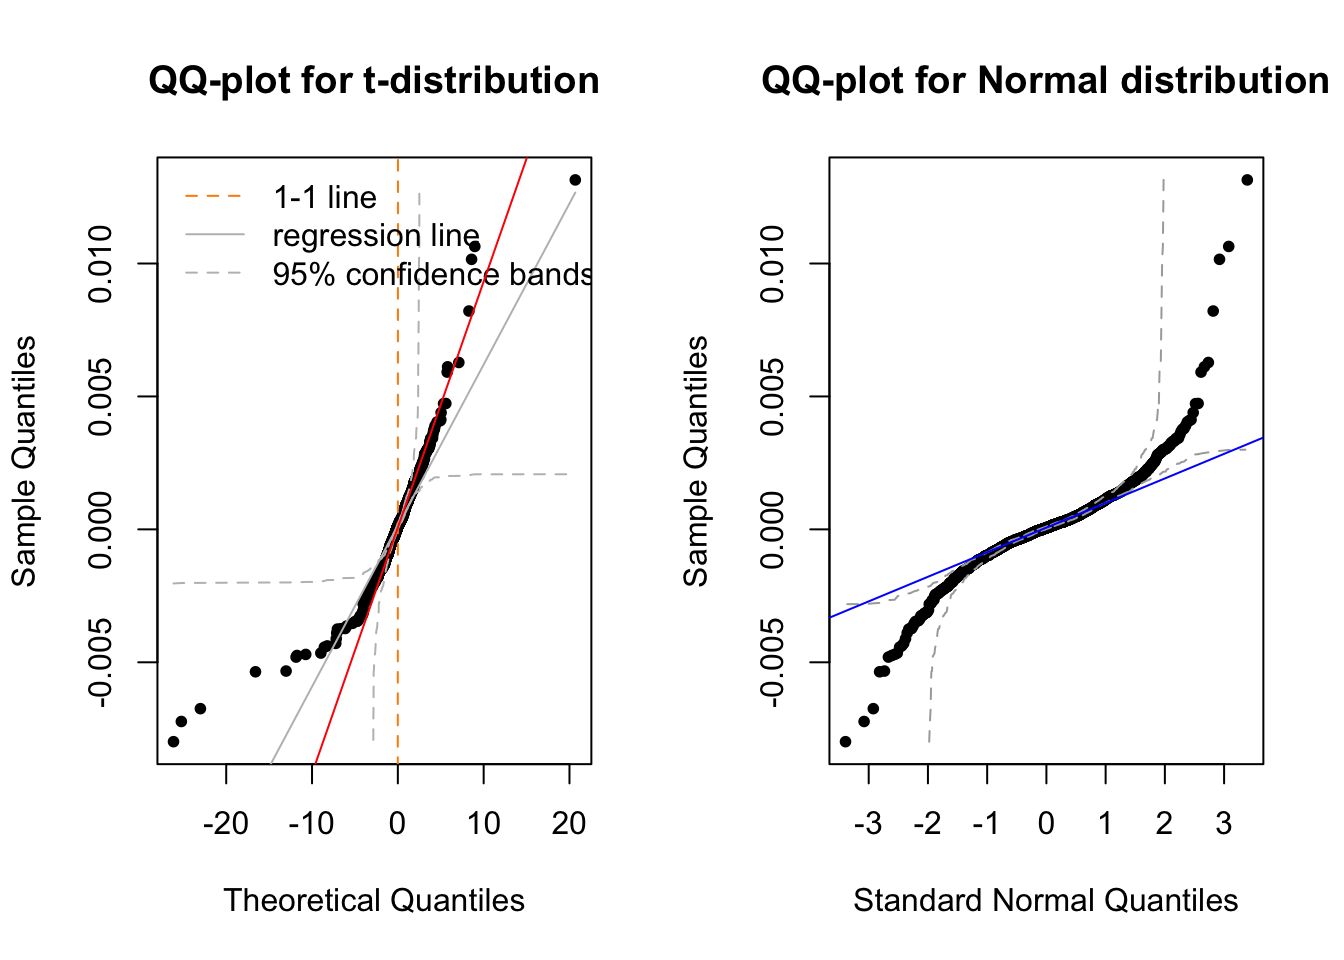 QQ-plot for t-distribution
1-1 line
regression line
95% confidence bands
0.010
0.005
0.000
-0.005
Sample Quantiles
-20 -10 0 10 20
Theoretical Quantiles
QQ-plot for Normal distribution
0.010
0.005
0.000
-0.005
Sample Quantiles
-3 -2 -1 0 1 2 3
Standard Normal Quantiles